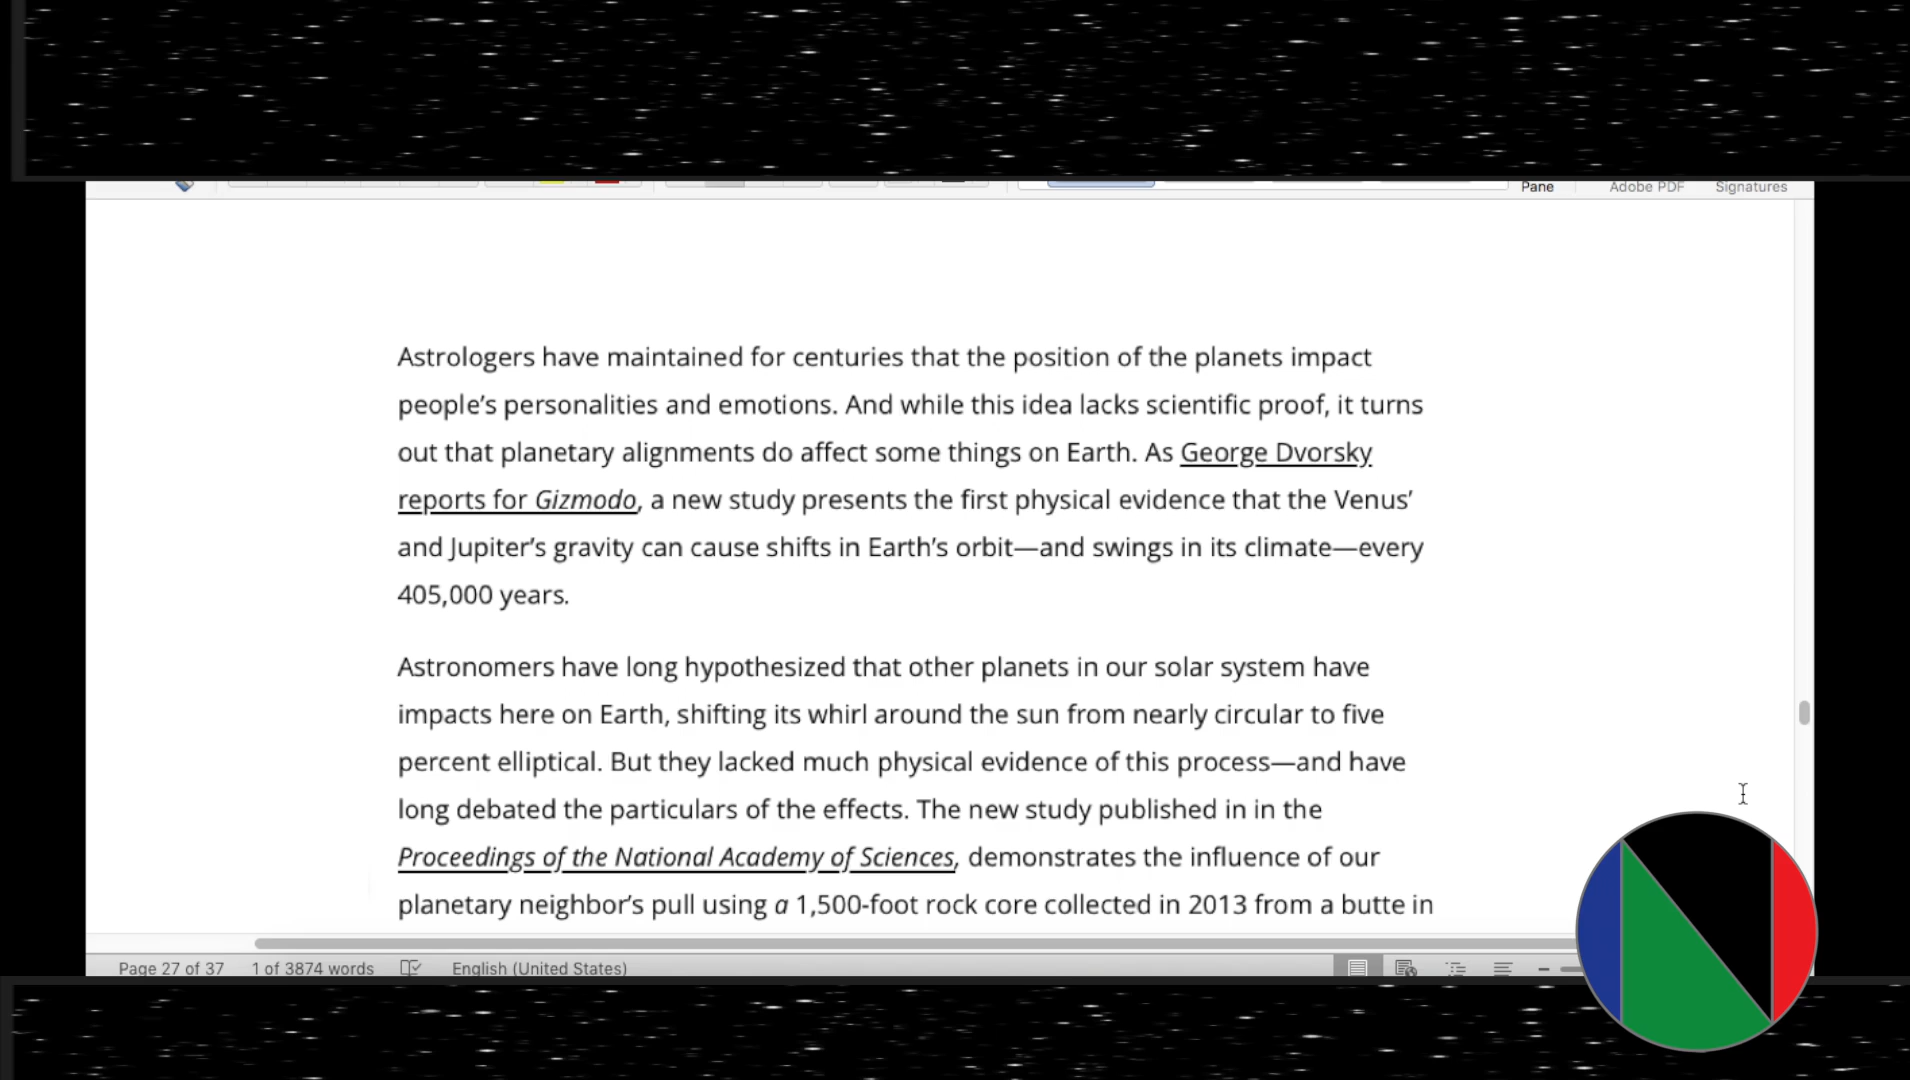 Pane
Adobe PDF
Signatures
Astrologers have maintained for centuries that the position of the planets impact
people’s personalities and emotions. And while this idea lacks scientific proof, it turns
out that planetary alignments do affect some things on Earth. As George Dvorsky
reports for Gizmodo, a new study presents the first physical evidence that the Venus’
and Jupiter’s gravity can cause shifts in Earth’s orbit—and swings in its climate—every
405,000 years.
Astronomers have long hypothesized that other planets in our solar system have
impacts here on Earth, shifting its whirl around the sun from nearly circular to five
percent elliptical. But they lacked much physical evidence of this process—and have
long debated the particulars of the effects. The new study published in in the
Proceedings of the National Academy of Sciences, demonstrates the influence of our
planetary neighbor’s pull using a 1,500-foot rock core collected in 2013 from a butte in
Page 27 of 37
1 of 3874 words
English (United States)